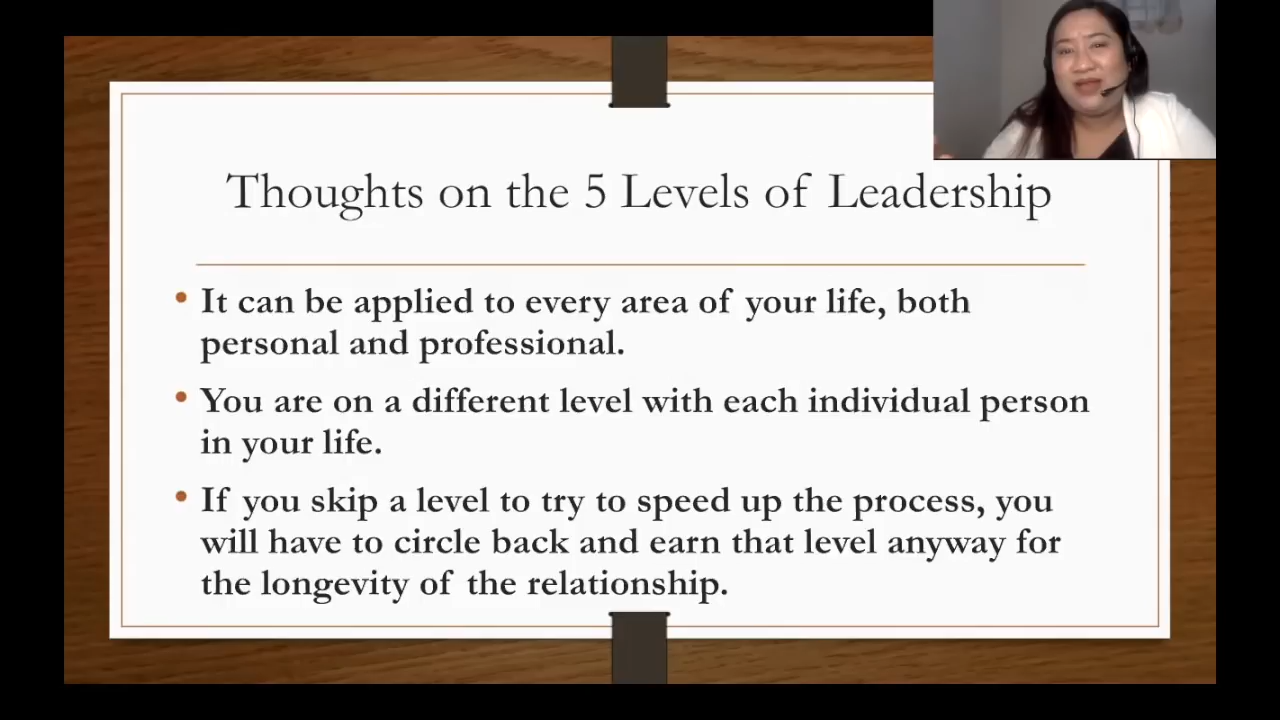 Thoughts on the 5 Levels of Leadership
• It can be applied to every area of your life, both
personal and professional.
• You are on a different level with each individual person
in your life.
• If you skip a level to try to speed up the process, you
will have to circle back and earn that level anyway for
the longevity of the relationship.